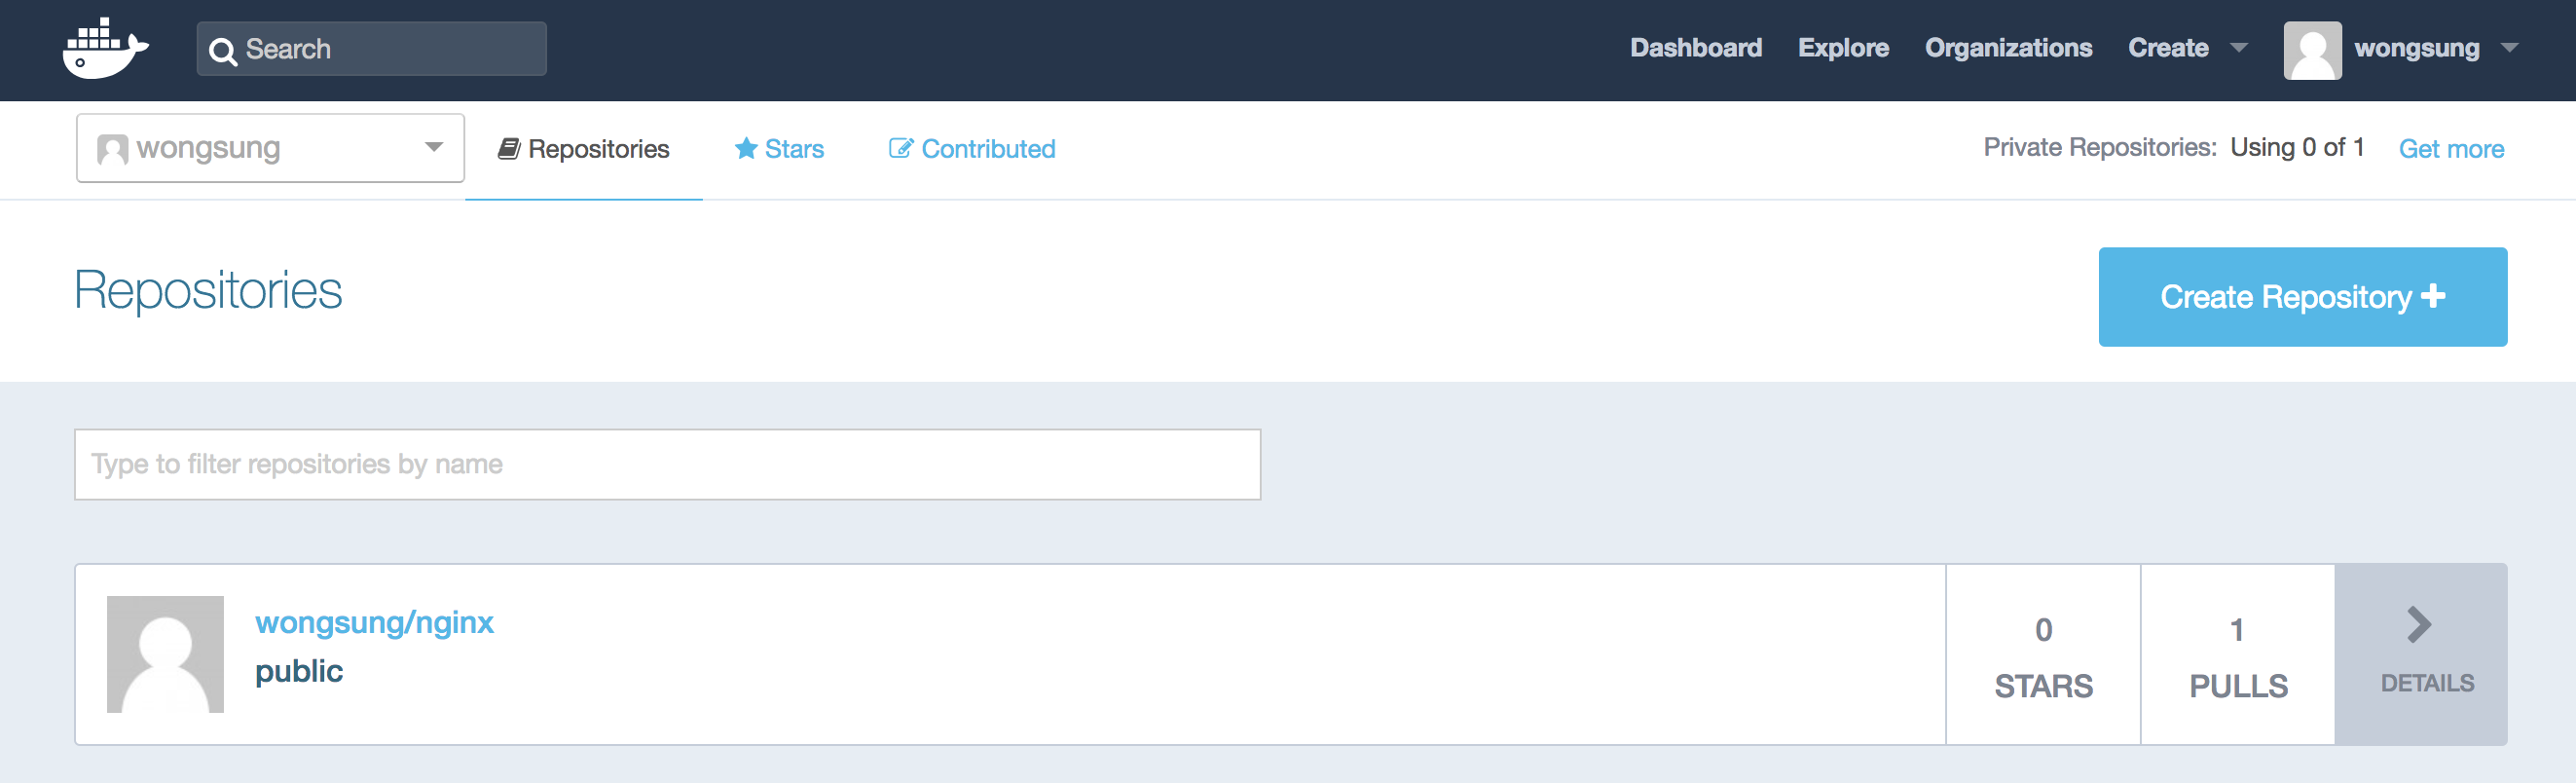 Search
Dashboard Explore Organizations Create wongsung
wongsung Repositories Stars Contributed Private Repositories: Using 0 of 1 Get more
Repositories
Create Repository
Type to filter repositories by name
wongsung/nginx
public
0
STARS
1
PULLS
DETAILS